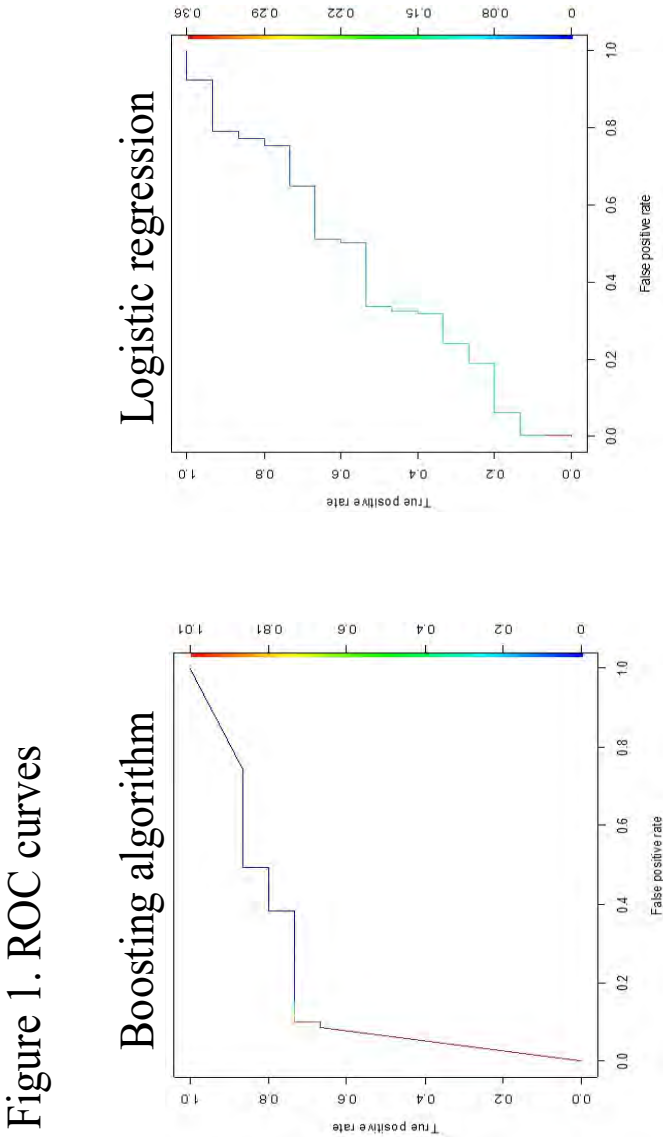 Figure 1. ROC curves
Boosting algorithm
True positive rate
0.0 0.2 0.4 0.6 0.8 1.0
0 0.2 0.4 0.6 0.81 1.01
0.0 0.2 0.4 0.6 0.8 1.0
False positive rate
Logistic regression
True positive rate
0.0 0.2 0.4 0.6 0.8 1.0
0 0.08 0.15 0.22 0.29 0.36
0.0 0.2 0.4 0.6 0.8 1.0
False positive rate